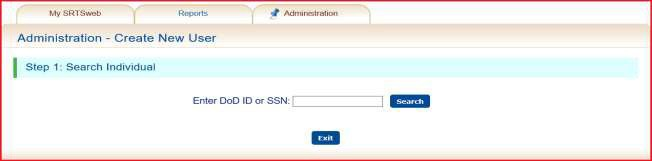 My SRTSweb Reports Administration
Administration - Create New User
Step 1: Search Individual
Enter DoD ID or SSN: Search
Exit